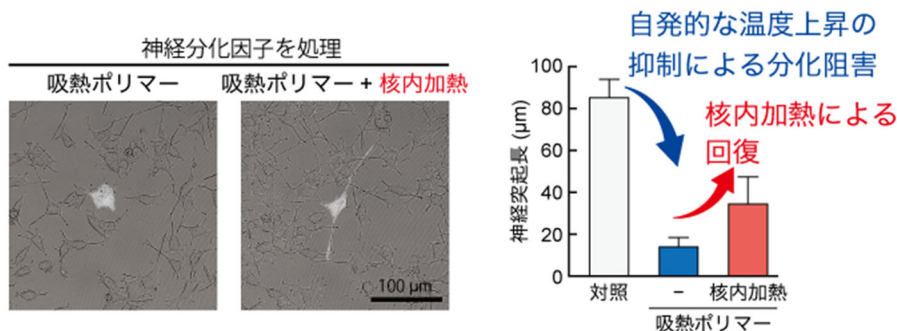 神経分化因子を処理
吸熱ポリマー
吸熱ポリマー + 核内加熱
100 μm
自発的な温度上昇の
抑制による分化阻害
核内加熱による
回復
神経突起長 (μm)
100
80
60
40
20
0
対照
−
核内加熱
吸熱ポリマー